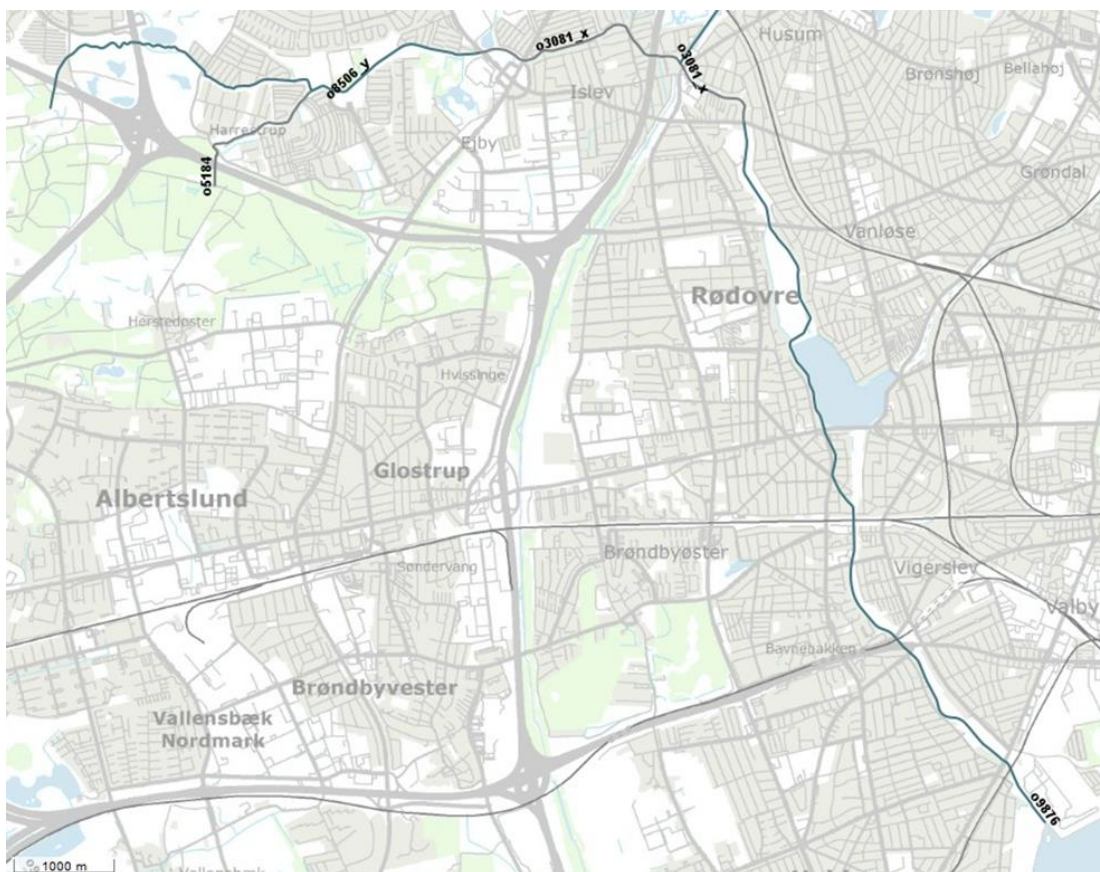 Husum
o3081_x
o3081_x
Bellahøj
Brønshøj
o8506_y
Islev
Harrestrup
Ejby
Grøndal
o5184
Vanløse
Rødovre
Herstedøster
Hvissinge
Glostrup
Albertslund
Brøndbyøster
Søndervang
Vigerslev
Valby
Bavnebakken
Brøndbyvester
Vallensbæk
Nordmark
o9876
1000 m
Vallensbæk